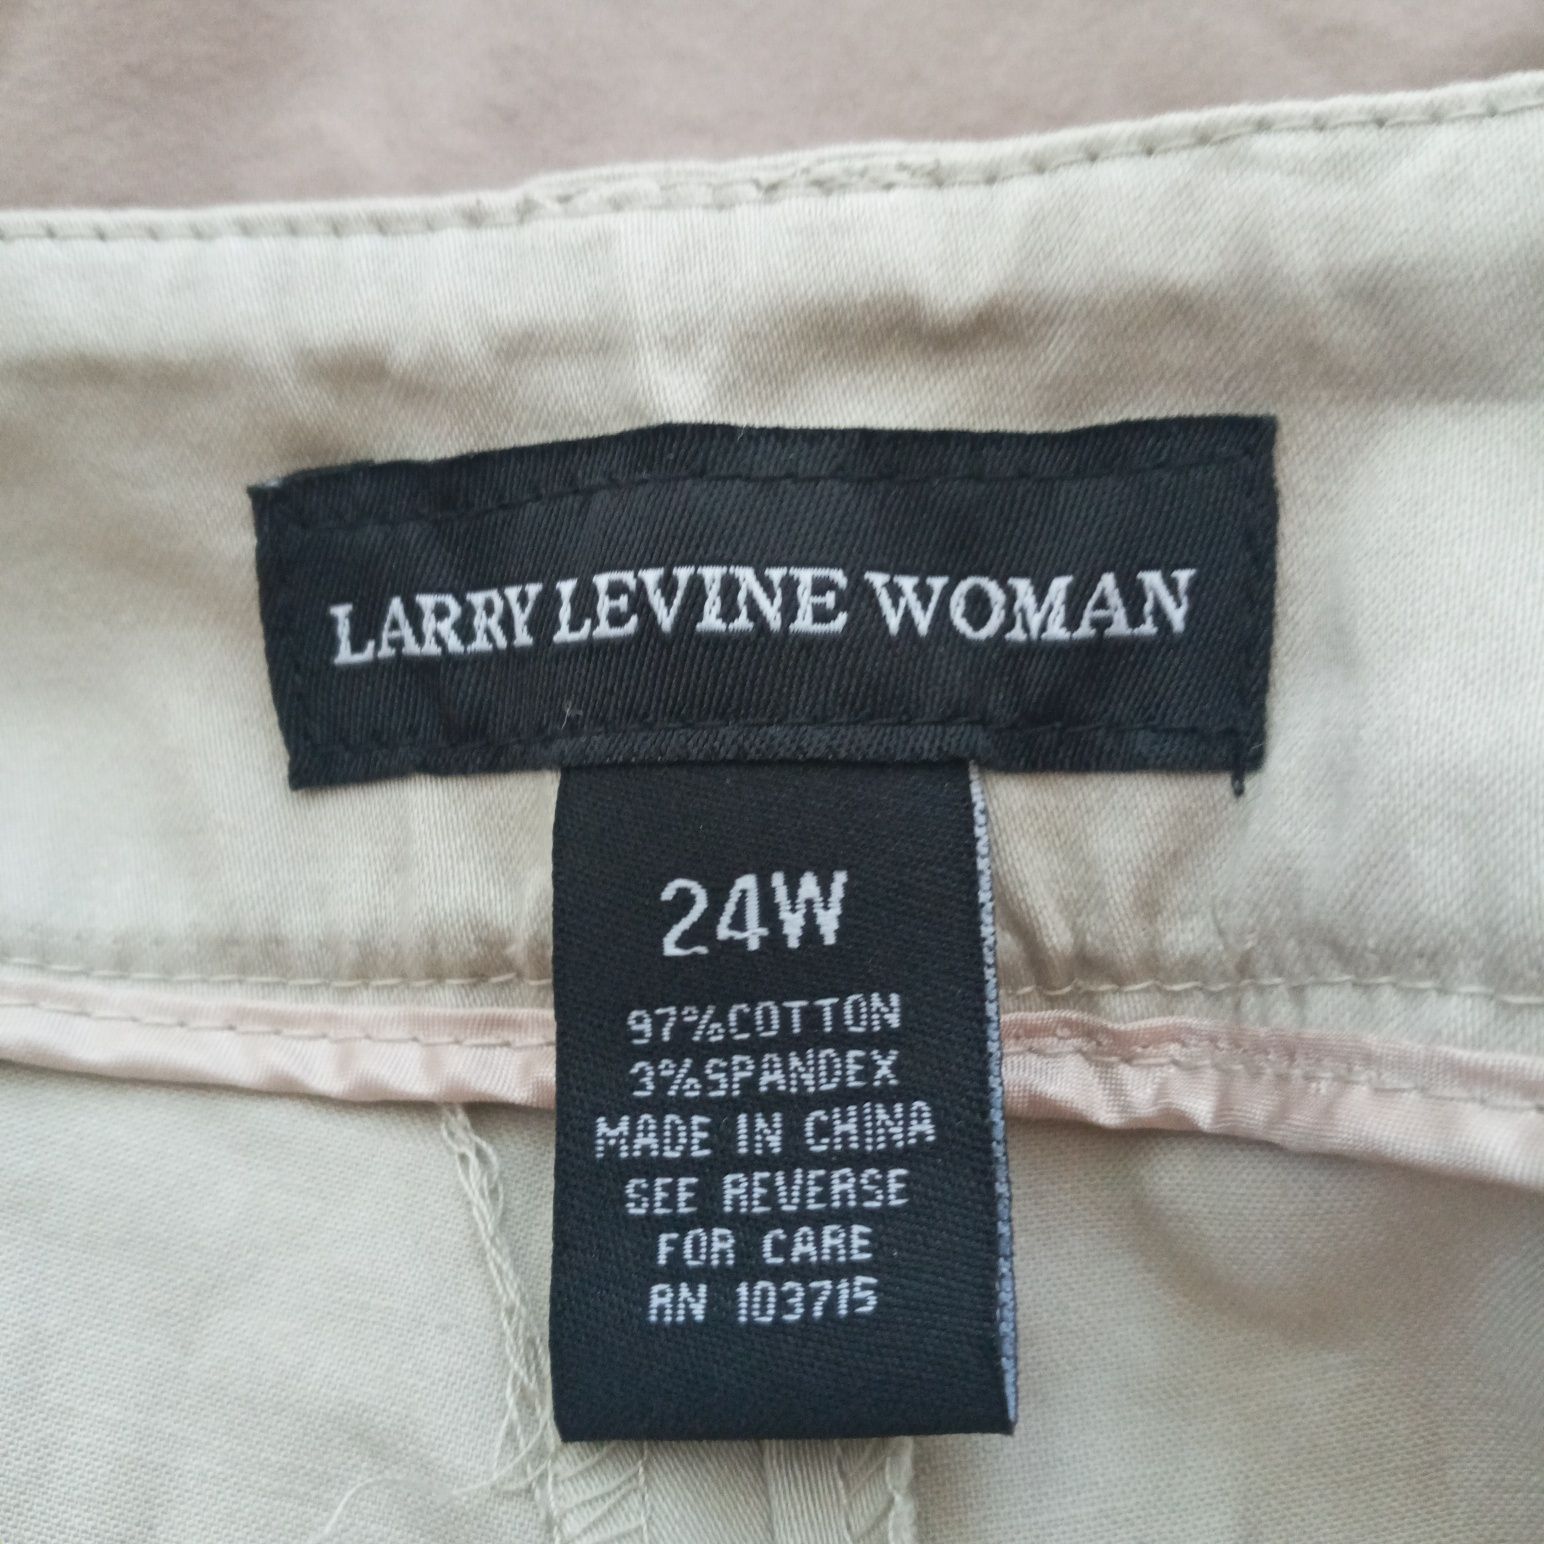 LARRY LEVINE WOMAN
24W
97%COTTON
3%SPANDEX
MADE IN CHINA
SEE REVERSE
FOR CARE
RN 103715